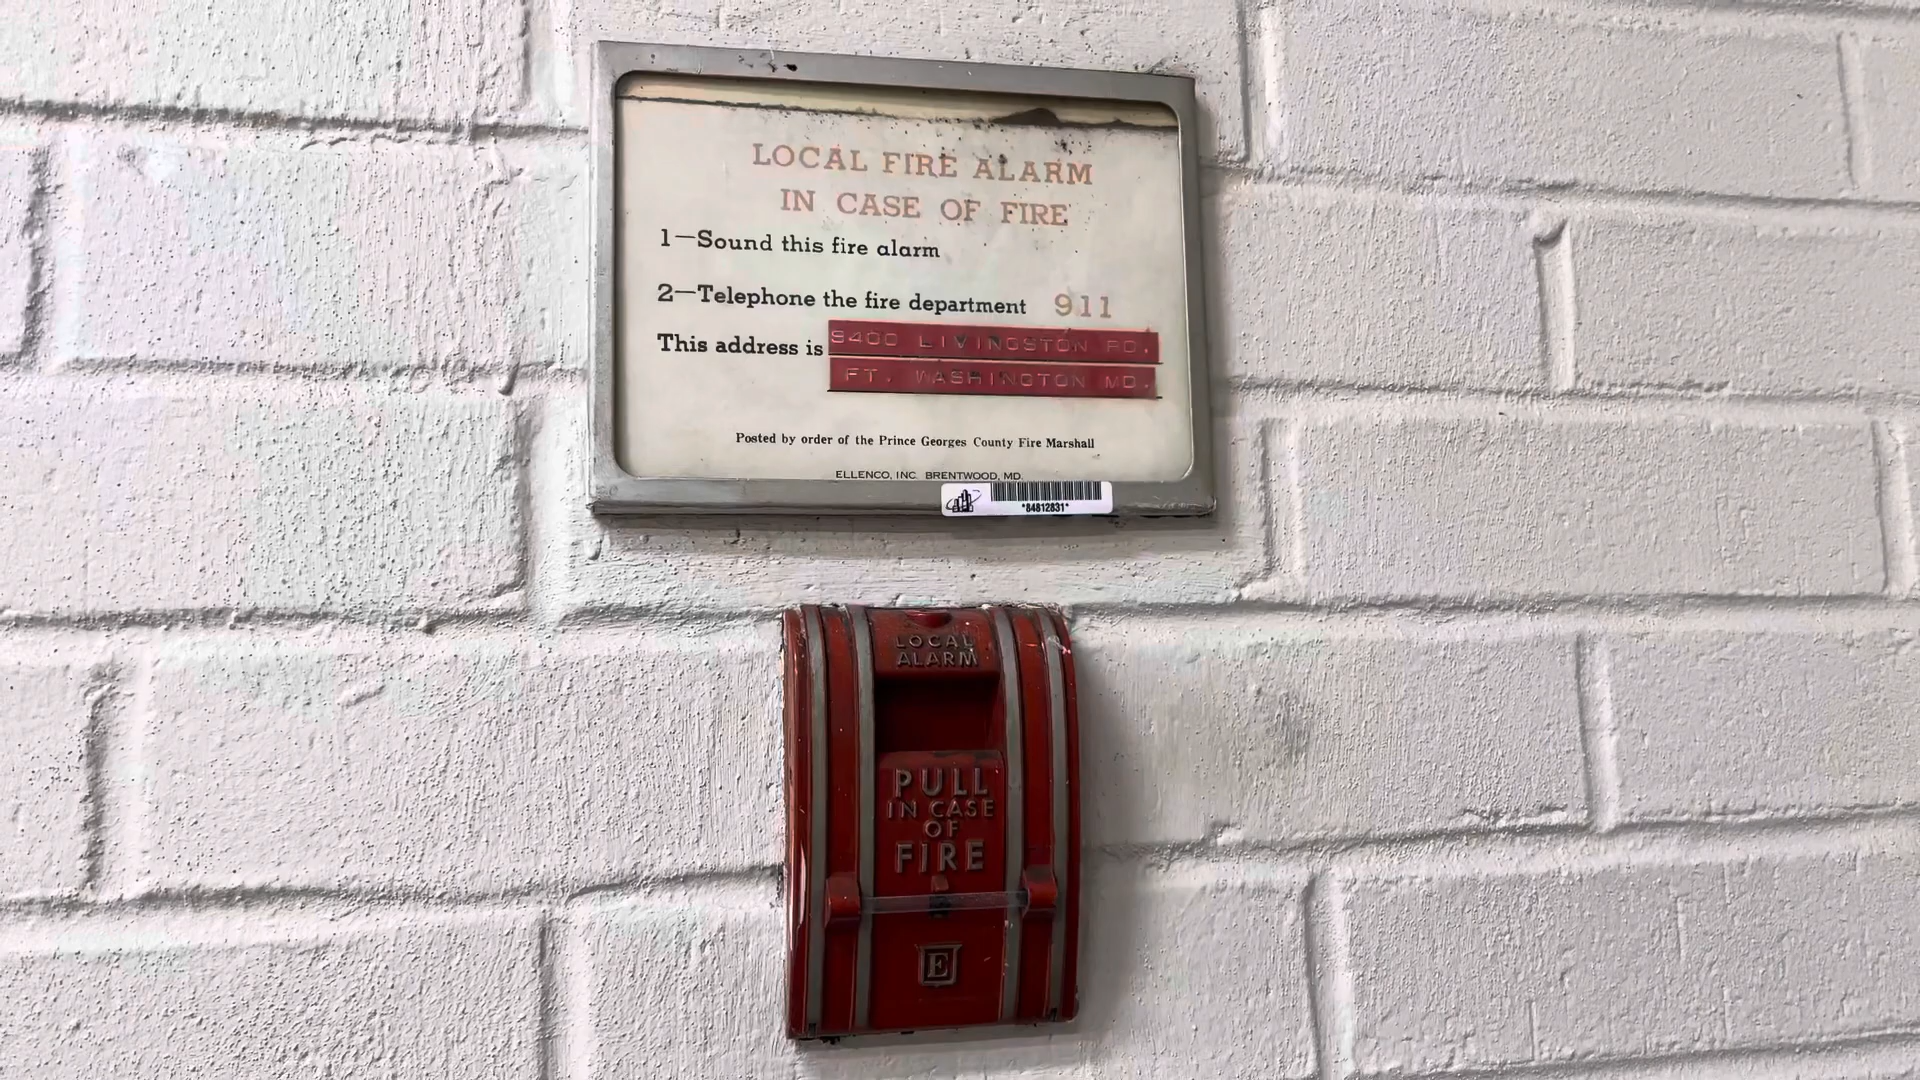 LOCAL FIRE ALARM
IN CASE OF FIRE
1—Sound this fire alarm
2—Telephone the fire department 911
This address is 9400 LIVINGSTON RD.
FT. WASHINGTON MD.
Posted by order of the Prince Georges County Fire Marshall
ELLENCO, INC. BRENTWOOD, MD.
*84812831*
LOCAL
ALARM
PULL
IN CASE
OF
FIRE
E